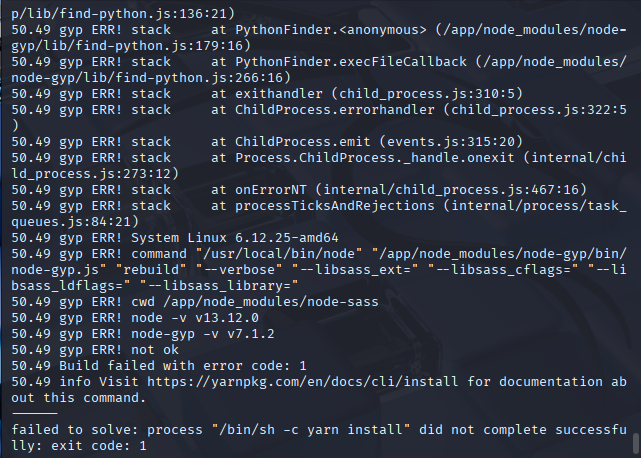 p/lib/find-python.js:136:21)
50.49 gyp ERR! stack     at PythonFinder.<anonymous> (/app/node_modules/node-
gyp/lib/find-python.js:179:16)
50.49 gyp ERR! stack     at PythonFinder.execFileCallback (/app/node_modules/
node-gyp/lib/find-python.js:266:16)
50.49 gyp ERR! stack     at exithandler (child_process.js:310:5)
50.49 gyp ERR! stack     at ChildProcess.errorhandler (child_process.js:322:5
)
50.49 gyp ERR! stack     at ChildProcess.emit (events.js:315:20)
50.49 gyp ERR! stack     at Process.ChildProcess._handle.onexit (internal/chi
ld_process.js:273:12)
50.49 gyp ERR! stack     at onErrorNT (internal/child_process.js:467:16)
50.49 gyp ERR! stack     at processTicksAndRejections (internal/process/task_
queues.js:84:21)
50.49 gyp ERR! System Linux 6.12.25-amd64
50.49 gyp ERR! command "/usr/local/bin/node" "/app/node_modules/node-gyp/bin/
node-gyp.js" "rebuild" "--verbose" "--libsass_ext=" "--libsass_cflags=" "--li
bsass_ldflags=" "--libsass_library="
50.49 gyp ERR! cwd /app/node_modules/node-sass
50.49 gyp ERR! node -v v13.12.0
50.49 gyp ERR! node-gyp -v v7.1.2
50.49 gyp ERR! not ok
50.49 Build failed with error code: 1
50.49 info Visit https://yarnpkg.com/en/docs/cli/install for documentation ab
out this command.
------
failed to solve: process "/bin/sh -c yarn install" did not complete successfu
lly: exit code: 1